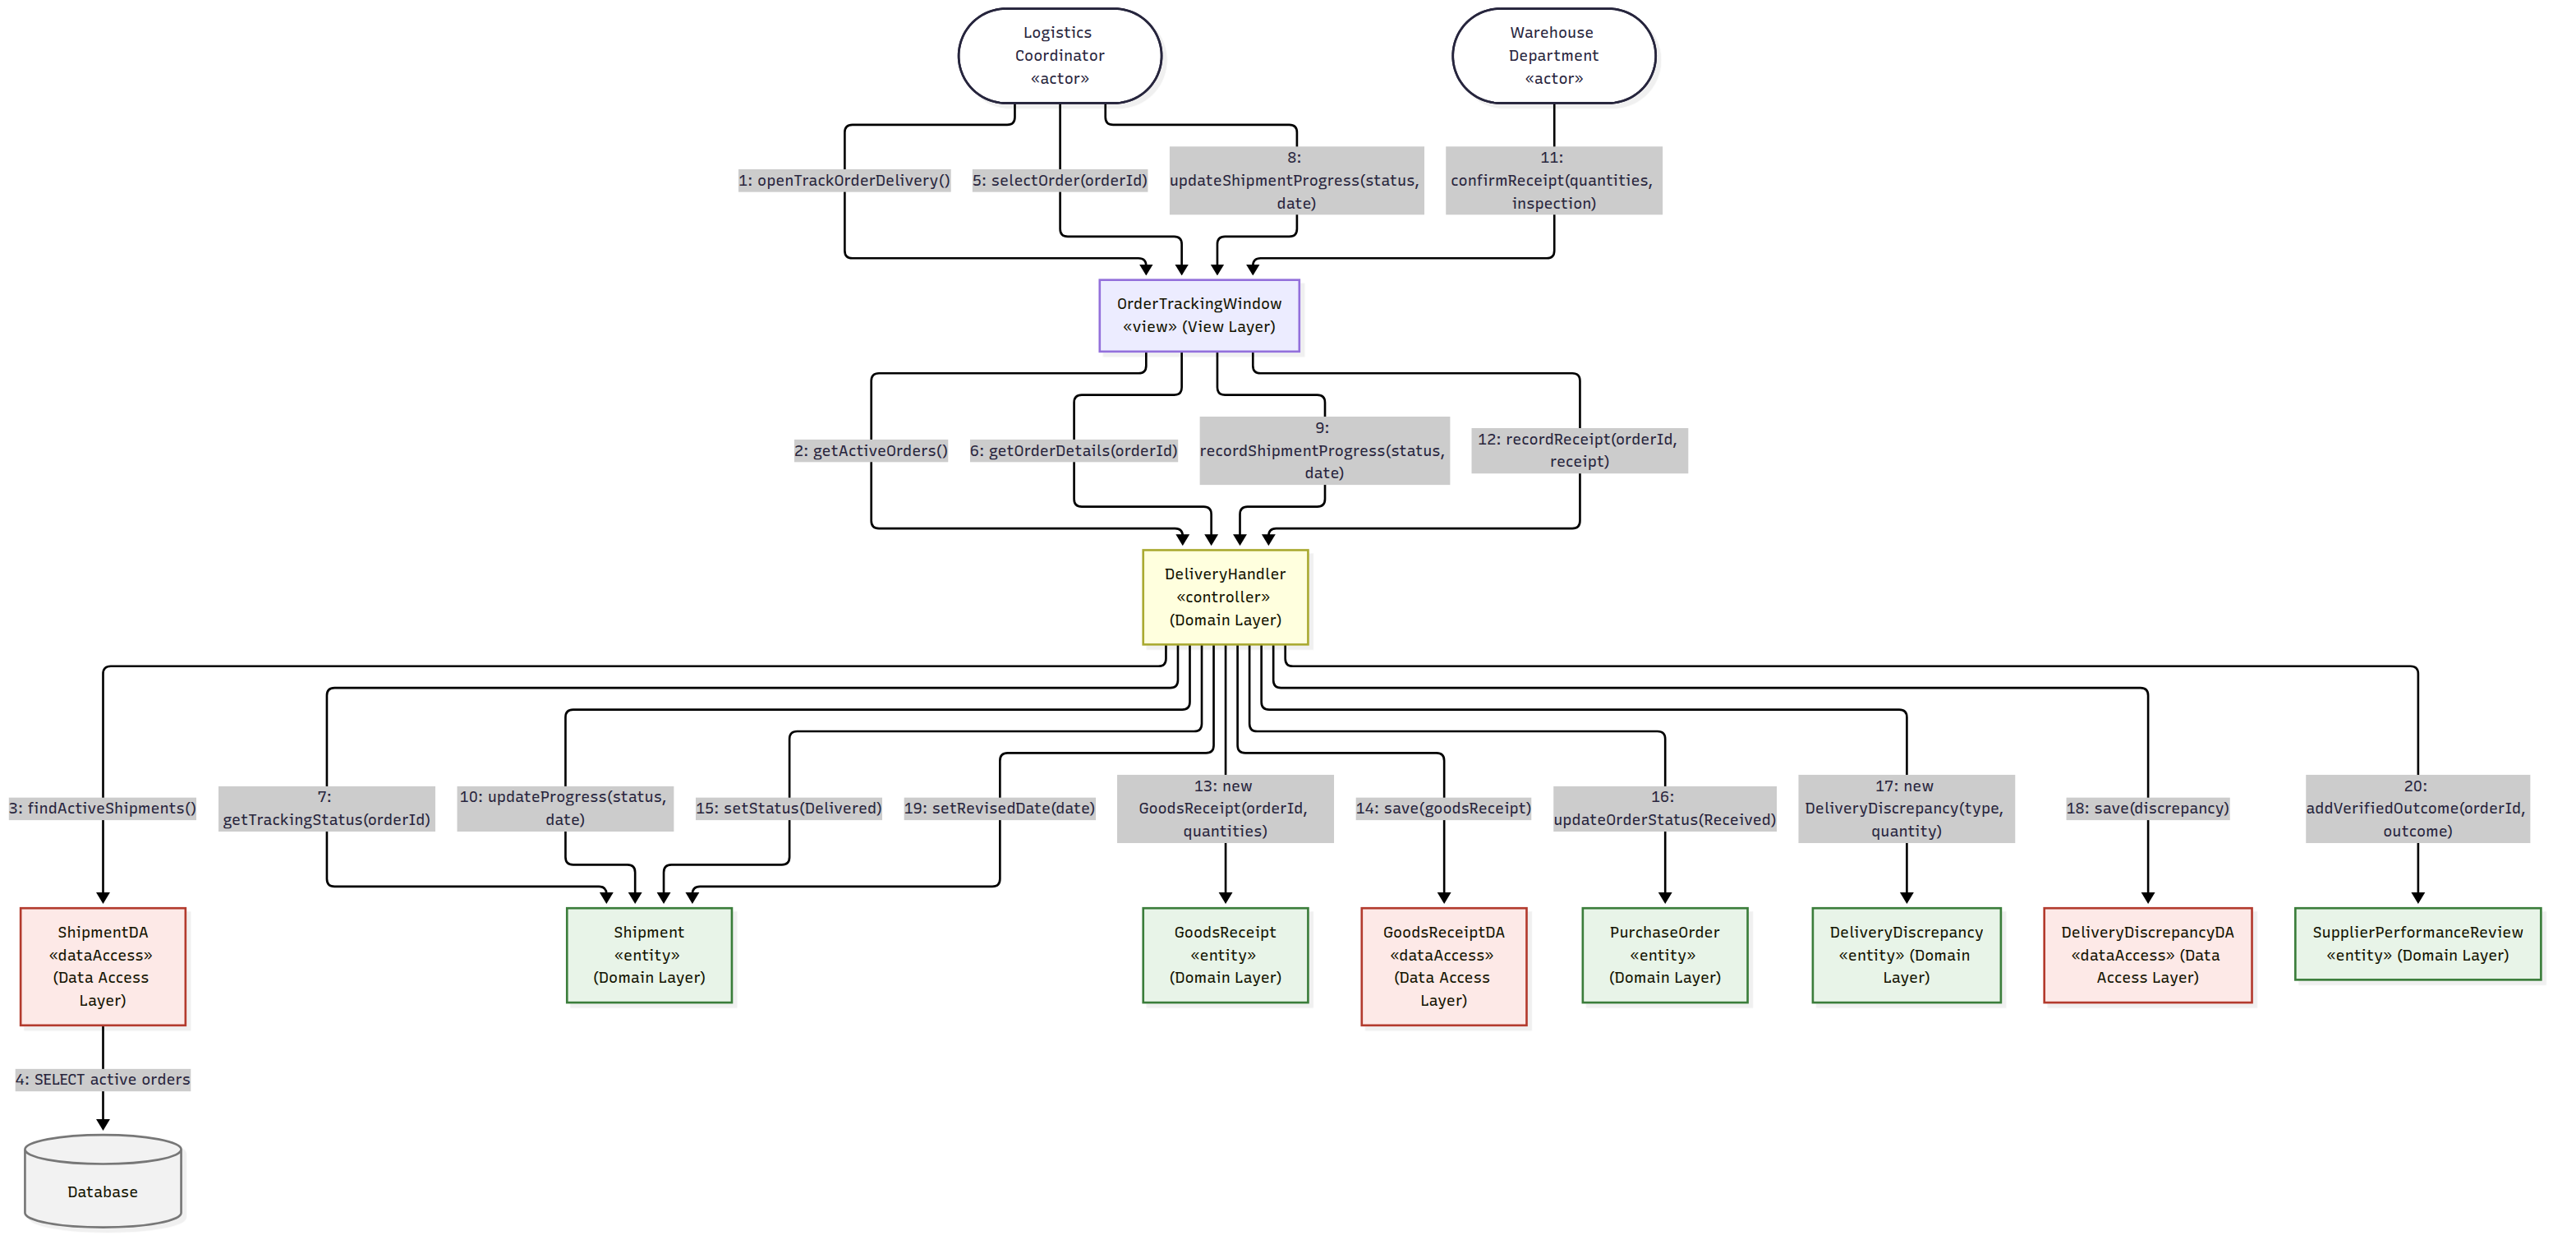 Logistics
Coordinator
«actor»
Warehouse
Department
«actor»
1: openTrackOrderDelivery()
5: selectOrder(orderId)
8:
updateShipmentProgress(status,
date)
11:
confirmReceipt(quantities,
inspection)
OrderTrackingWindow
«view» (View Layer)
2: getActiveOrders()
6: getOrderDetails(orderId)
9:
recordShipmentProgress(status,
date)
12: recordReceipt(orderId,
receipt)
DeliveryHandler
«controller»
(Domain Layer)
3: findActiveShipments()
7:
getTrackingStatus(orderId)
10: updateProgress(status,
date)
15: setStatus(Delivered)
19: setRevisedDate(date)
13: new
GoodsReceipt(orderId,
quantities)
14: save(goodsReceipt)
16:
updateOrderStatus(Received)
17: new
DeliveryDiscrepancy(type,
quantity)
18: save(discrepancy)
20:
addVerifiedOutcome(orderId,
outcome)
ShipmentDA
«dataAccess»
(Data Access
Layer)
Shipment
«entity»
(Domain Layer)
GoodsReceipt
«entity»
(Domain Layer)
GoodsReceiptDA
«dataAccess»
(Data Access
Layer)
PurchaseOrder
«entity»
(Domain Layer)
DeliveryDiscrepancy
«entity» (Domain
Layer)
DeliveryDiscrepancyDA
«dataAccess» (Data
Access Layer)
SupplierPerformanceReview
«entity» (Domain Layer)
4: SELECT active orders
Database